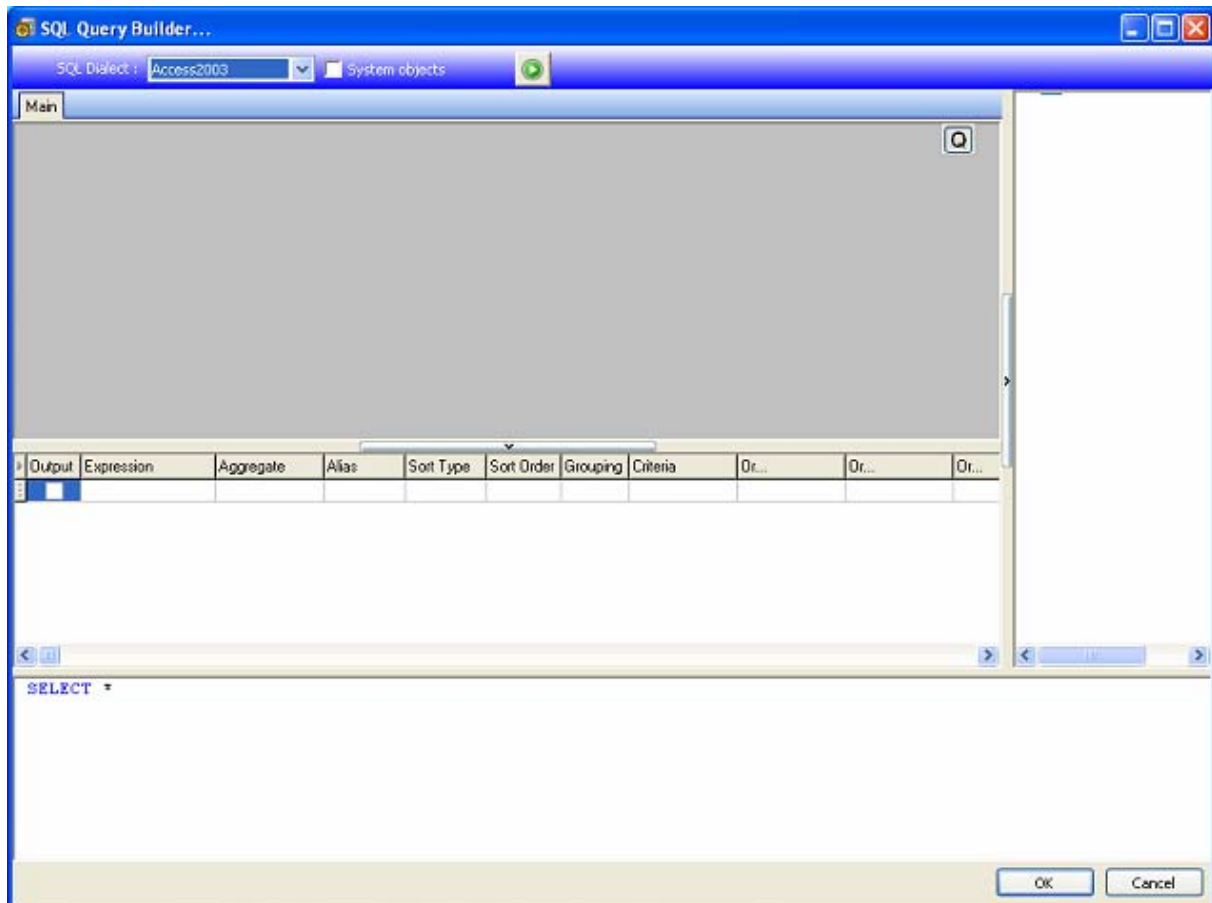 SQL Query Builder...
SQL Dialect : Access2003 System objects
Main
Q
Output Expression Aggregate Alias Sort Type Sort Order Grouping Criteria Or... Or... Or...
SELECT *
OK Cancel